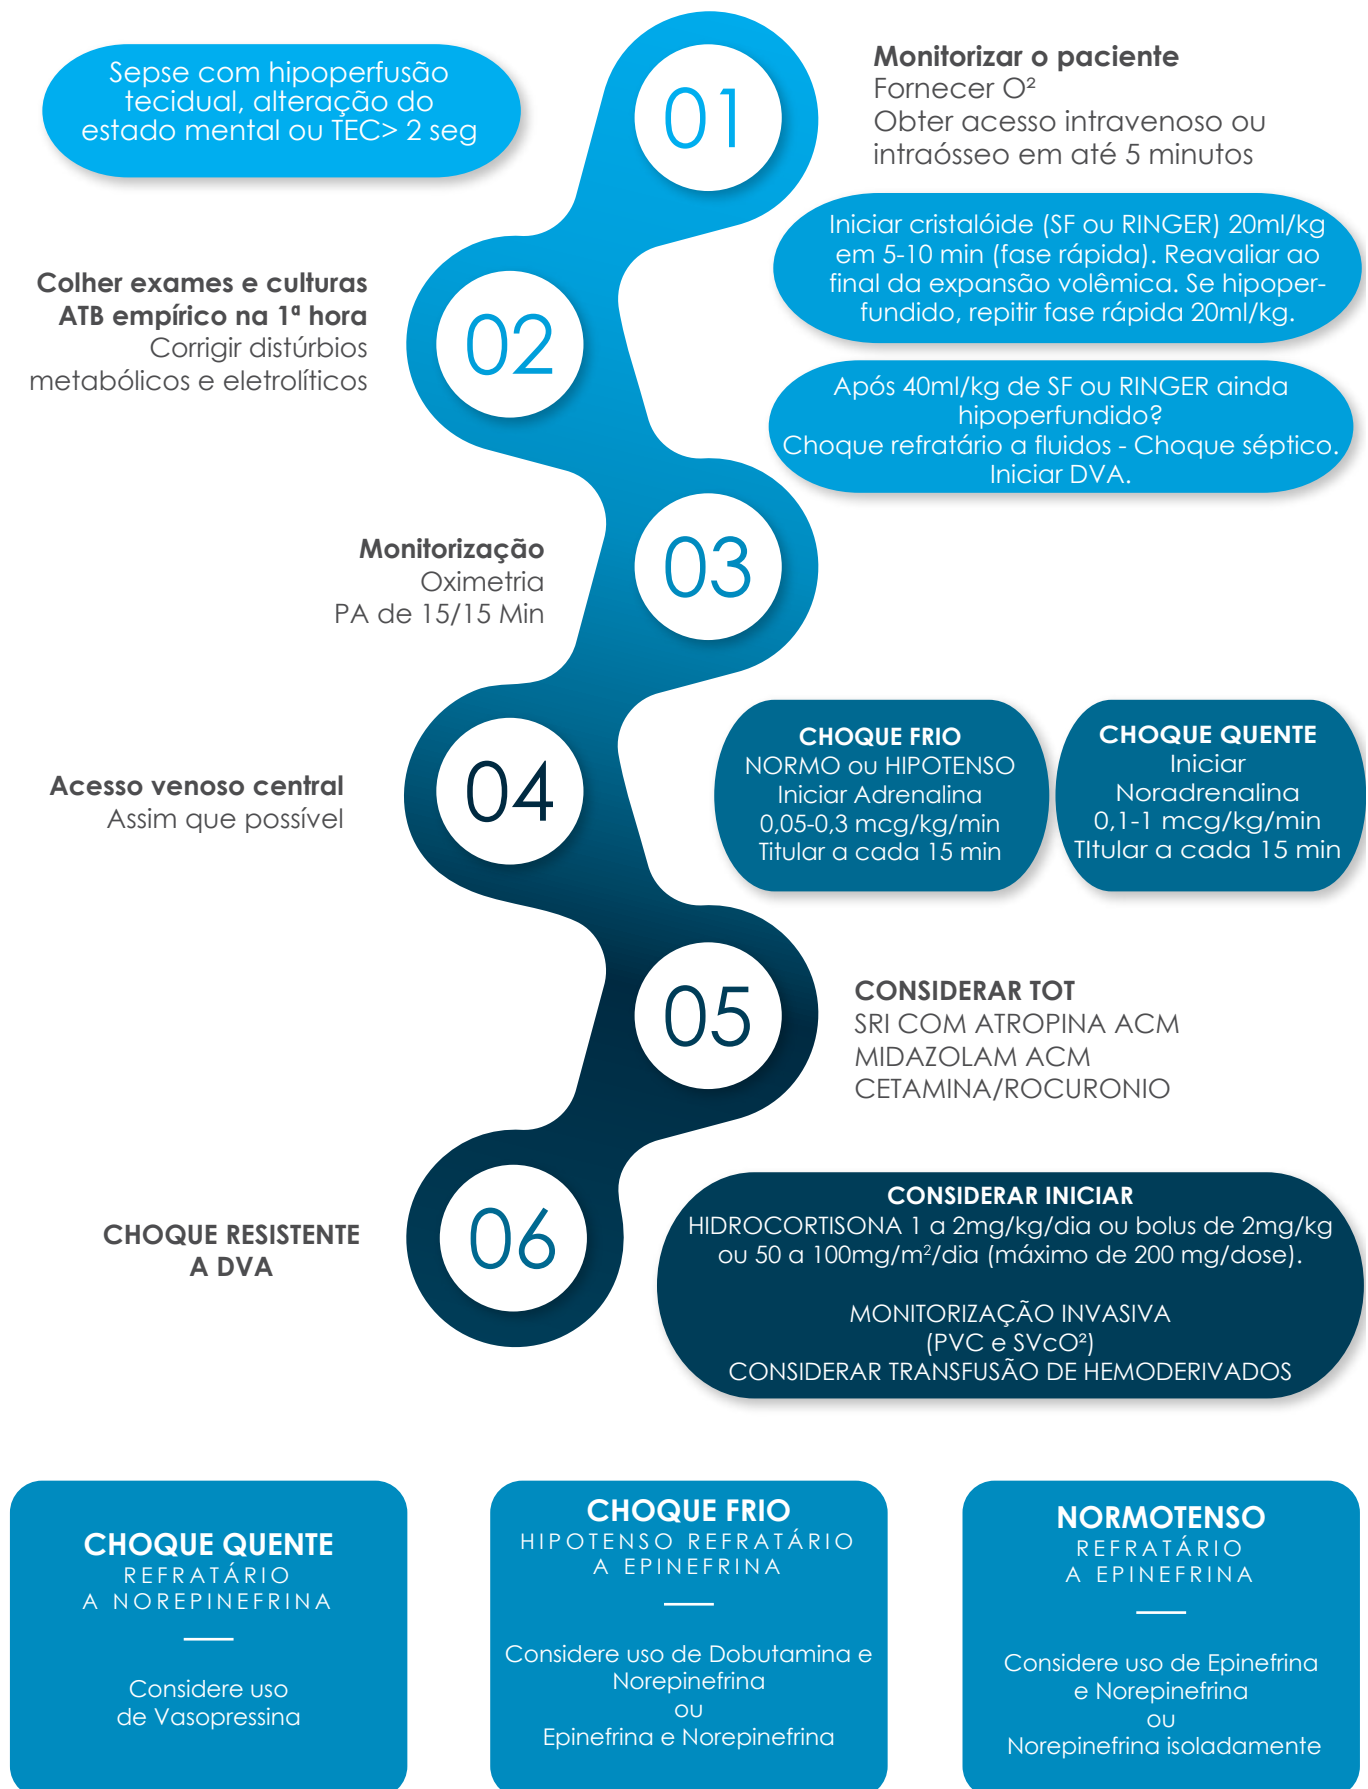 Sepse com hipoperfusão
tecidual, alteração do
estado mental ou TEC> 2 seg
01
Monitorizar o paciente
Fornecer O²
Obter acesso intravenoso ou
intraósseo em até 5 minutos
Iniciar cristalóide (SF ou RINGER) 20ml/kg
em 5-10 min (fase rápida). Reavaliar ao
final da expansão volêmica. Se hipoper-
fundido, repitir fase rápida 20ml/kg.
Colher exames e culturas
ATB empírico na 1ª hora
Corrigir distúrbios
metabólicos e eletrolíticos
02
Após 40ml/kg de SF ou RINGER ainda
hipoperfundido?
Choque refratário a fluidos - Choque séptico.
Iniciar DVA.
Monitorização
Oximetria
PA de 15/15 Min
03
Acesso venoso central
Assim que possível
04
CHOQUE FRIO
NORMO ou HIPOTENSO
Iniciar Adrenalina
0,05-0,3 mcg/kg/min
Titular a cada 15 min
CHOQUE QUENTE
Iniciar
Noradrenalina
0,1-1 mcg/kg/min
TItular a cada 15 min
05
CONSIDERAR TOT
SRI COM ATROPINA ACM
MIDAZOLAM ACM
CETAMINA/ROCURONIO
CHOQUE RESISTENTE
A DVA
06
CONSIDERAR INICIAR
HIDROCORTISONA 1 a 2mg/kg/dia ou bolus de 2mg/kg
ou 50 a 100mg/m²/dia (máximo de 200 mg/dose).
MONITORIZAÇÃO INVASIVA
(PVC e SVcO²)
CONSIDERAR TRANSFUSÃO DE HEMODERIVADOS
CHOQUE QUENTE
REFRATÁRIO
A NOREPINEFRINA
Considere uso
de Vasopressina
CHOQUE FRIO
HIPOTENSO REFRATÁRIO
A EPINEFRINA
Considere uso de Dobutamina e
Norepinefrina
ou
Epinefrina e Norepinefrina
NORMOTENSO
REFRATÁRIO
A EPINEFRINA
Considere uso de Epinefrina
e Norepinefrina
ou
Norepinefrina isoladamente